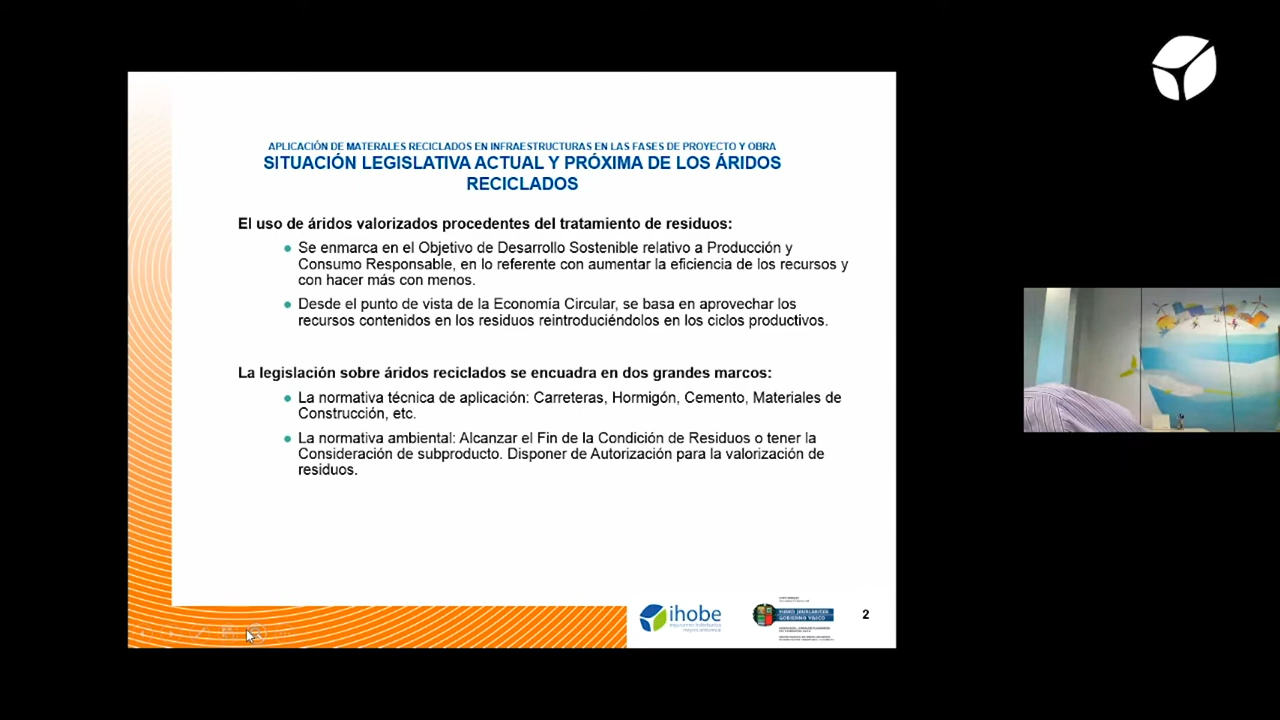 APLICACIÓN DE MATERALES RECICLADOS EN INFRAESTRUCTURAS EN LAS FASES DE PROYECTO Y OBRA
SITUACIÓN LEGISLATIVA ACTUAL Y PRÓXIMA DE LOS ÁRIDOS
RECICLADOS
El uso de áridos valorizados procedentes del tratamiento de residuos:
Se enmarca en el Objetivo de Desarrollo Sostenible relativo a Producción y
Consumo Responsable, en lo referente con aumentar la eficiencia de los recursos y
con hacer más con menos.
Desde el punto de vista de la Economía Circular, se basa en aprovechar los
recursos contenidos en los residuos reintroduciéndolos en los ciclos productivos.
La legislación sobre áridos reciclados se encuadra en dos grandes marcos:
La normativa técnica de aplicación: Carreteras, Hormigón, Cemento, Materiales de
Construcción, etc.
La normativa ambiental: Alcanzar el Fin de la Condición de Residuos o tener la
Consideración de subproducto. Disponer de Autorización para la valorización de
residuos.
ihobe
EUSKO JAURLARITZA
GOBIERNO VASCO
2